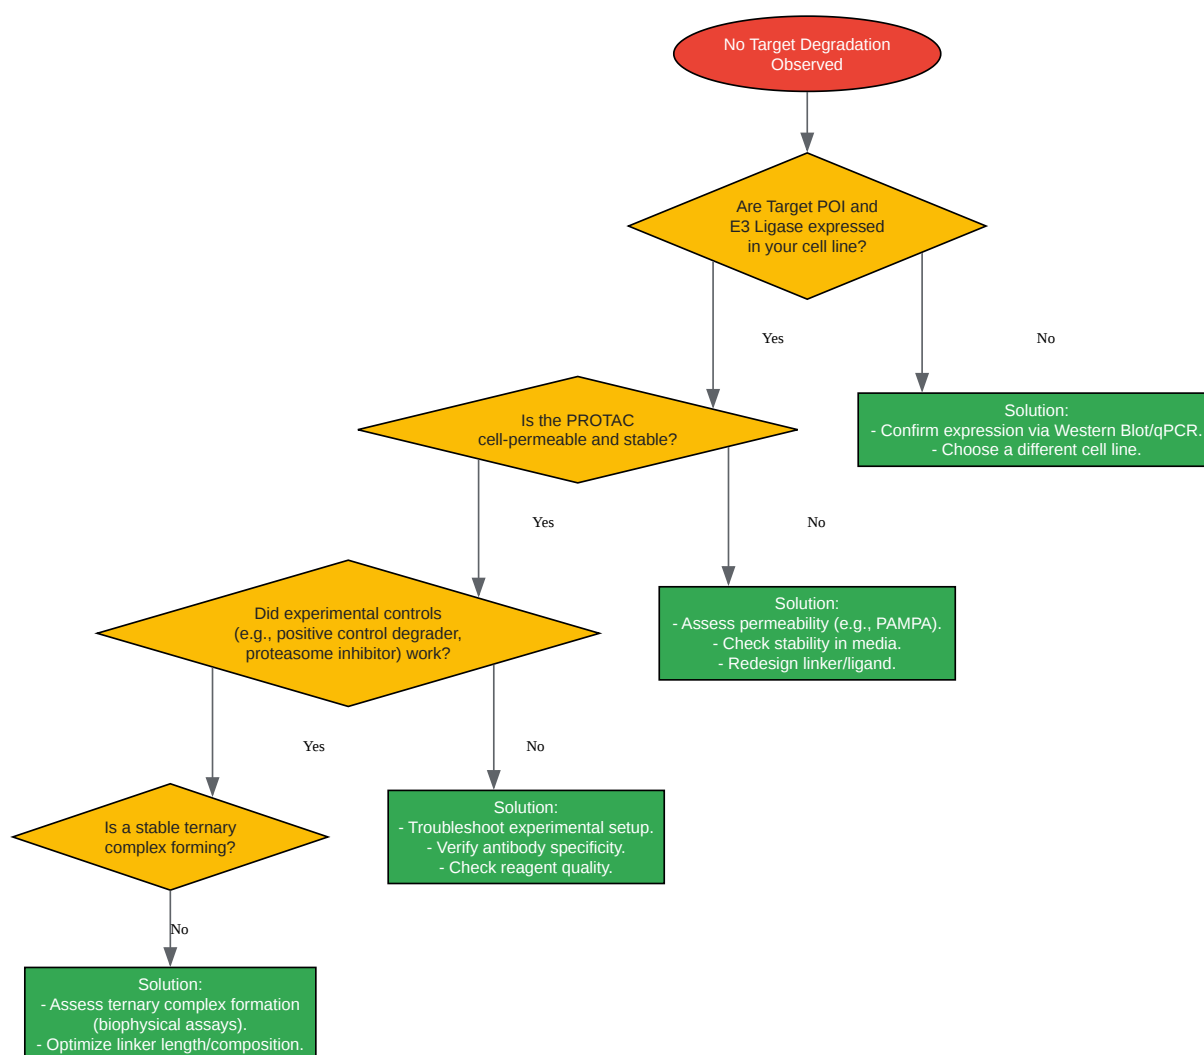 No Target Degradation
Observed
Are Target POI and
E3 Ligase expressed
in your cell line?
Yes
No
Is the PROTAC
cell-permeable and stable?
Solution:
- Confirm expression via Western Blot/qPCR.
- Choose a different cell line.
Yes
No
Did experimental controls
(e.g., positive control degrader,
proteasome inhibitor) work?
Solution:
- Assess permeability (e.g., PAMPA).
- Check stability in media.
- Redesign linker/ligand.
Yes
No
Is a stable ternary
complex forming?
Solution:
- Troubleshoot experimental setup.
- Verify antibody specificity.
- Check reagent quality.
No
Solution:
- Assess ternary complex formation
(biophysical assays).
- Optimize linker length/composition.